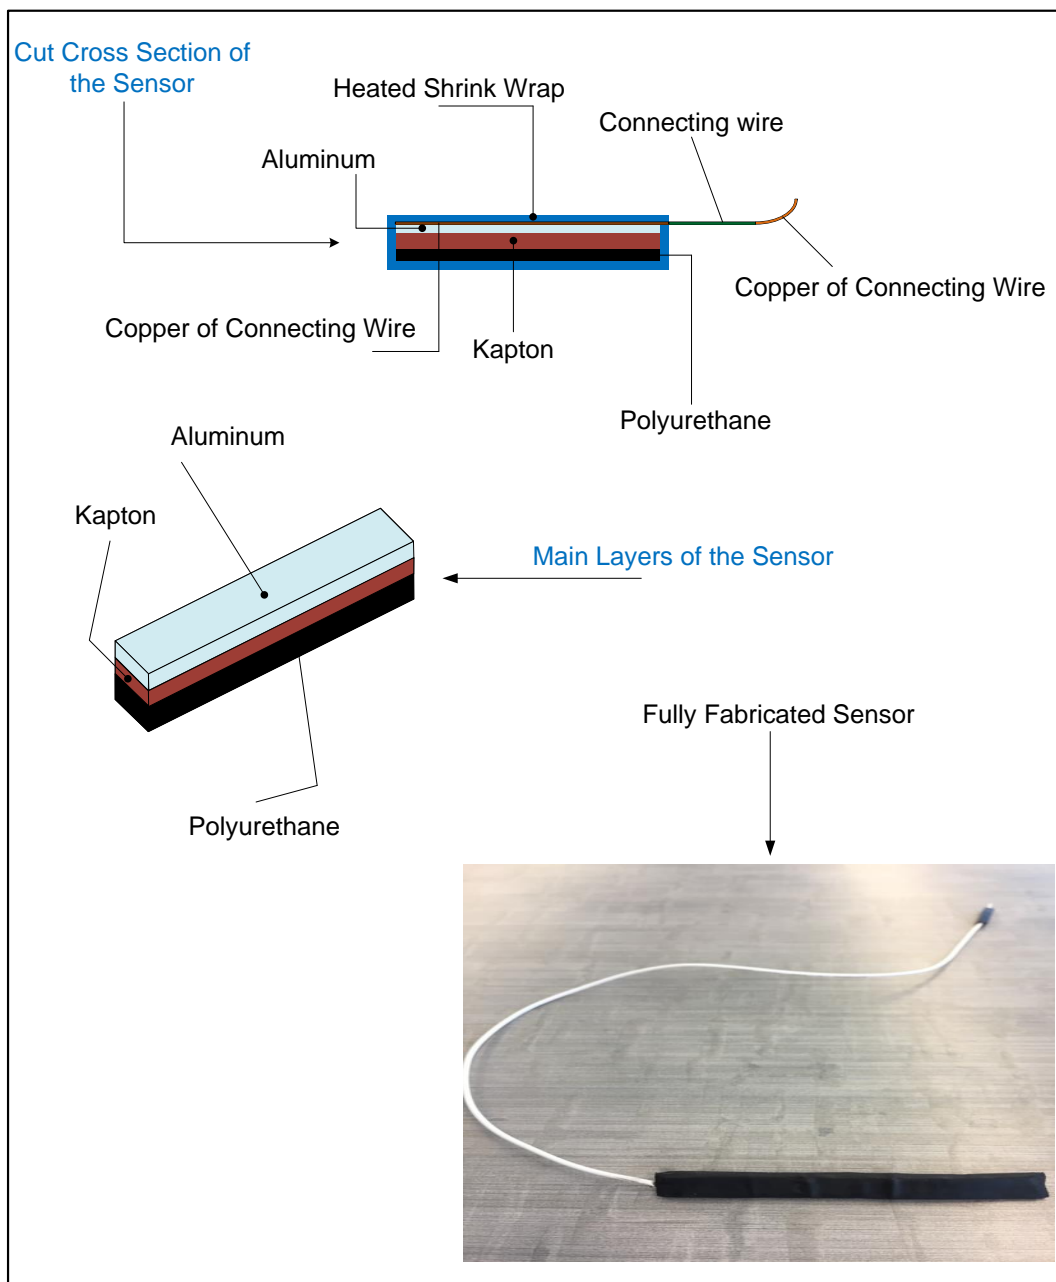 Cut Cross Section of
the Sensor
Heated Shrink Wrap
Connecting wire
Aluminum
Copper of Connecting Wire
Copper of Connecting Wire
Kapton
Polyurethane
Aluminum
Kapton
Main Layers of the Sensor
Fully Fabricated Sensor
Polyurethane